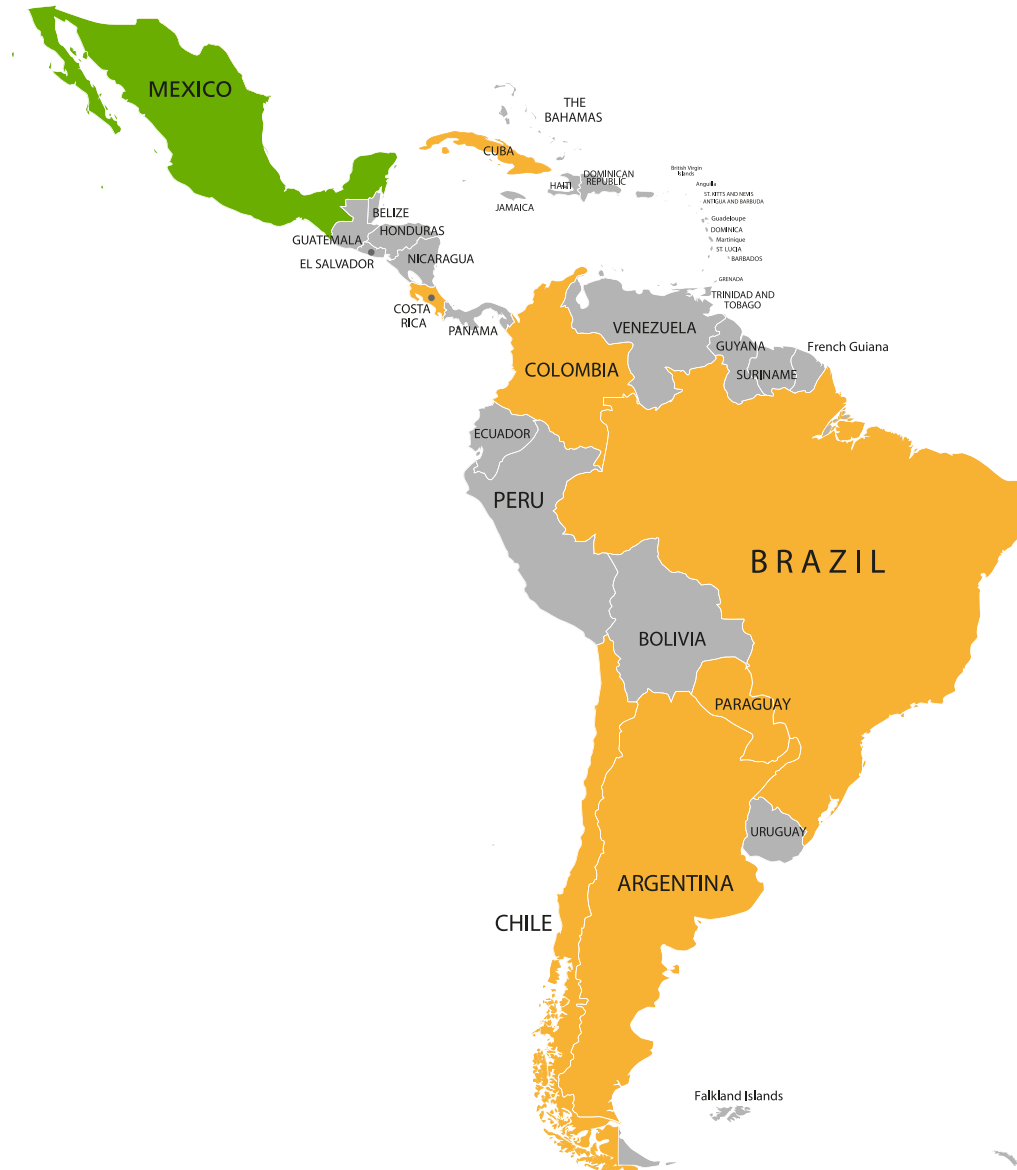 MEXICO
THE
BAHAMAS
CUBA
British Virgin
Islands
DOMINICAN
REPUBLIC
HAITI
Anguilla
ST. KITTS AND NEVIS
ANTIGUA AND BARBUDA
JAMAICA
BELIZE
Guadeloupe
DOMINICA
HONDURAS
GUATEMALA
Martinique
ST. LUCIA
NICARAGUA
BARBADOS
EL SALVADOR
GRENADA
TRINIDAD AND
TOBAGO
COSTA
RICA
PANAMA
VENEZUELA
GUYANA
French Guiana
COLOMBIA
SURINAME
ECUADOR
PERU
BRAZIL
BOLIVIA
PARAGUAY
URUGUAY
ARGENTINA
CHILE
Falkland Islands